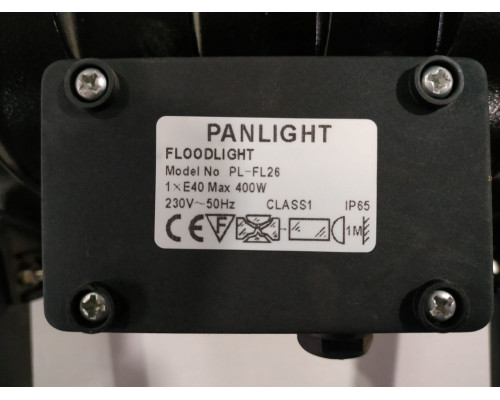 PANLIGHT
FLOODLIGHT
Model No PL-FL26
1×E40 Max 400W
230V~50Hz CLASS1 IP65
CE F 1M